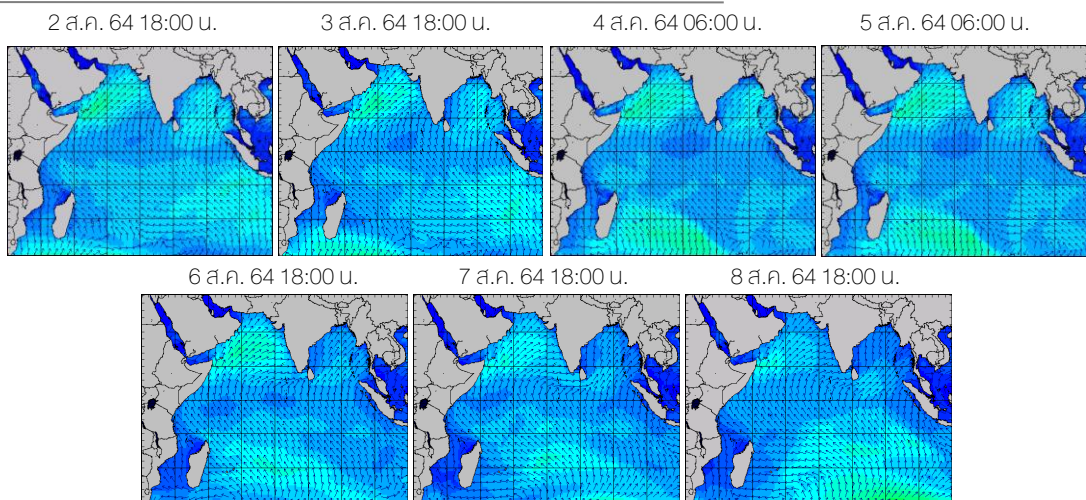 2 ส.ค. 64 18:00 น.
3 ส.ค. 64 18:00 น.
4 ส.ค. 64 06:00 น.
5 ส.ค. 64 06:00 น.
6 ส.ค. 64 18:00 น.
7 ส.ค. 64 18:00 น.
8 ส.ค. 64 18:00 น.